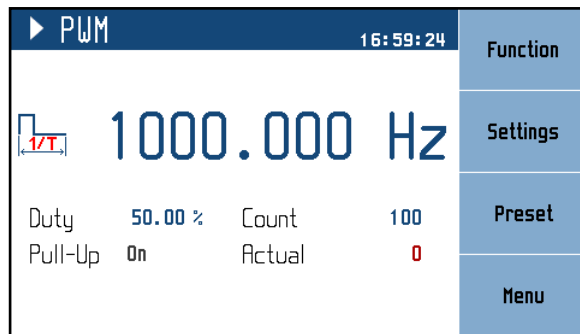 PWM 16:59:24
Function
1/T 1000.000 Hz
Settings
Duty 50.00 % Count 100
Preset
Pull-Up On Actual 0
Menu